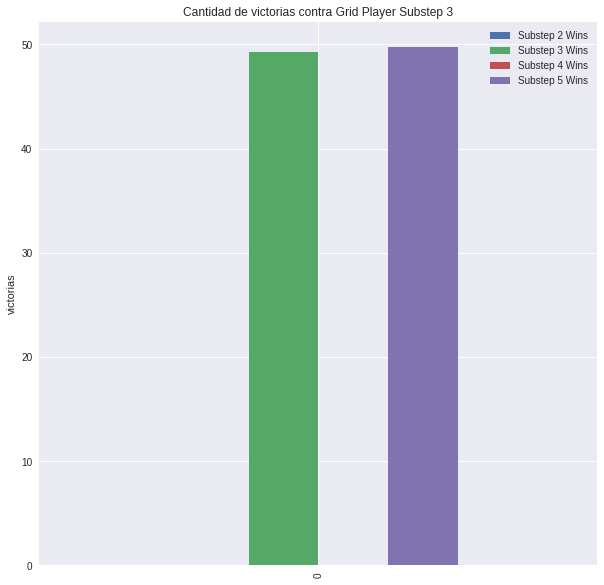 Cantidad de victorias contra Grid Player Substep 3
Substep 2 Wins
Substep 3 Wins
Substep 4 Wins
Substep 5 Wins
50
40
30
20
10
0
victorias
0